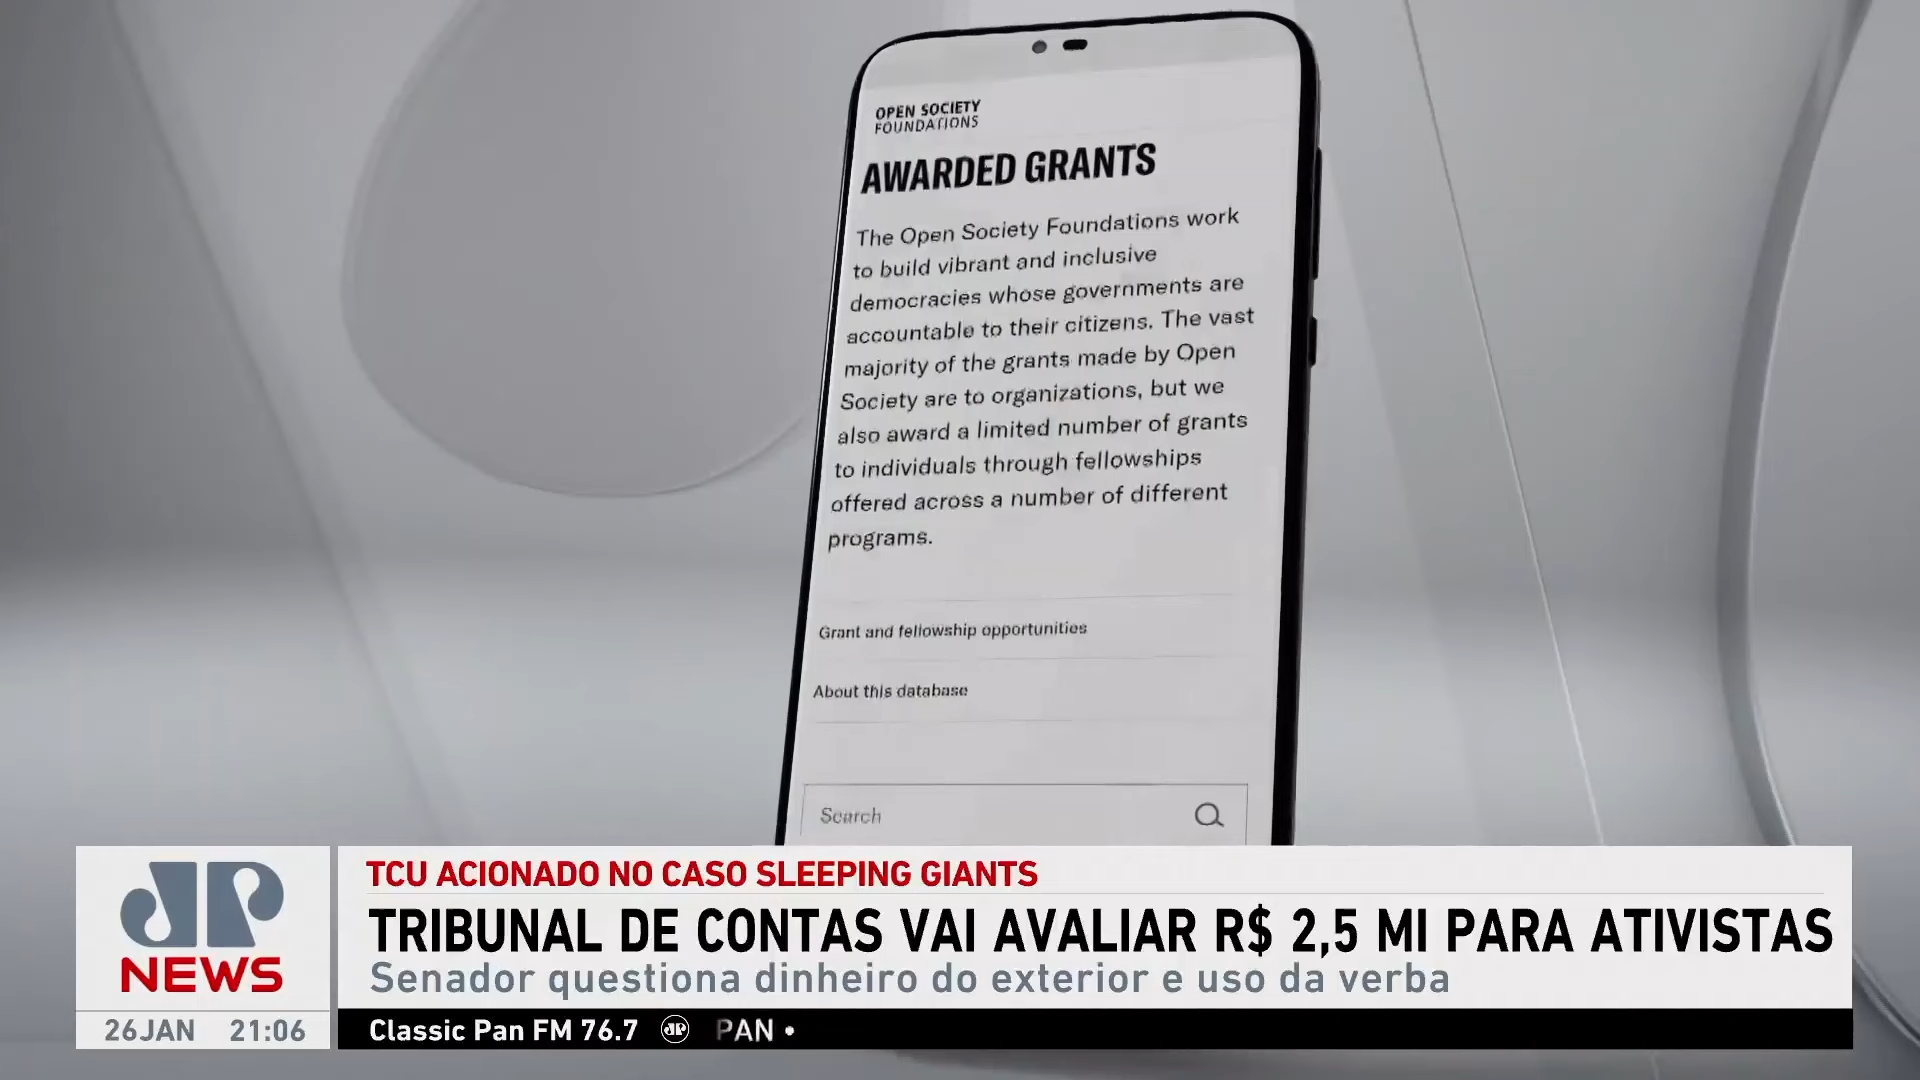 OPEN SOCIETY
FOUNDATIONS
AWARDED GRANTS
The Open Society Foundations work
to build vibrant and inclusive
democracies whose governments are
accountable to their citizens. The vast
majority of the grants made by Open
Society are to organizations, but we
also award a limited number of grants
to individuals through fellowships
offered across a number of different
programs.
Grant and fellowship opportunities
About this database
Search
JP
NEWS
TCU ACIONADO NO CASO SLEEPING GIANTS
TRIBUNAL DE CONTAS VAI AVALIAR R$ 2,5 MI PARA ATIVISTAS
Senador questiona dinheiro do exterior e uso da verba
26JAN 21:06
Classic Pan FM 76.7 JP PAN •